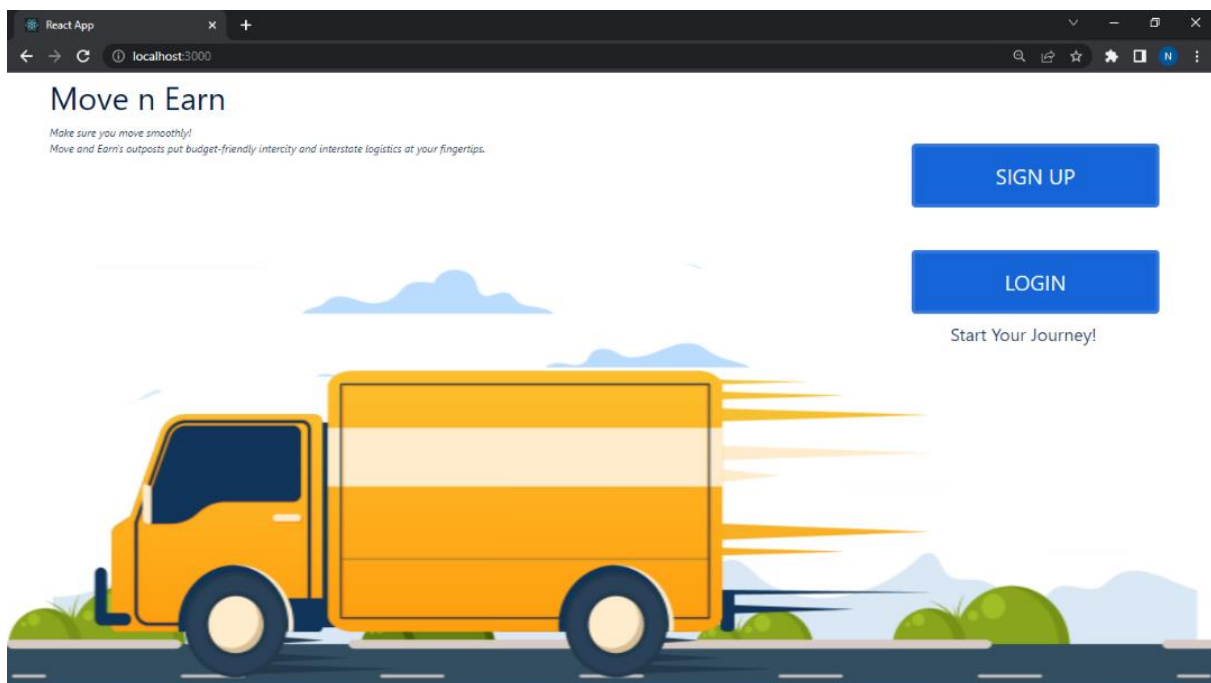 React App
localhost:3000
N
Move n Earn
Make sure you move smoothly!
Move and Earn's outposts put budget-friendly intercity and interstate logistics at your fingertips.
SIGN UP
LOGIN
Start Your Journey!